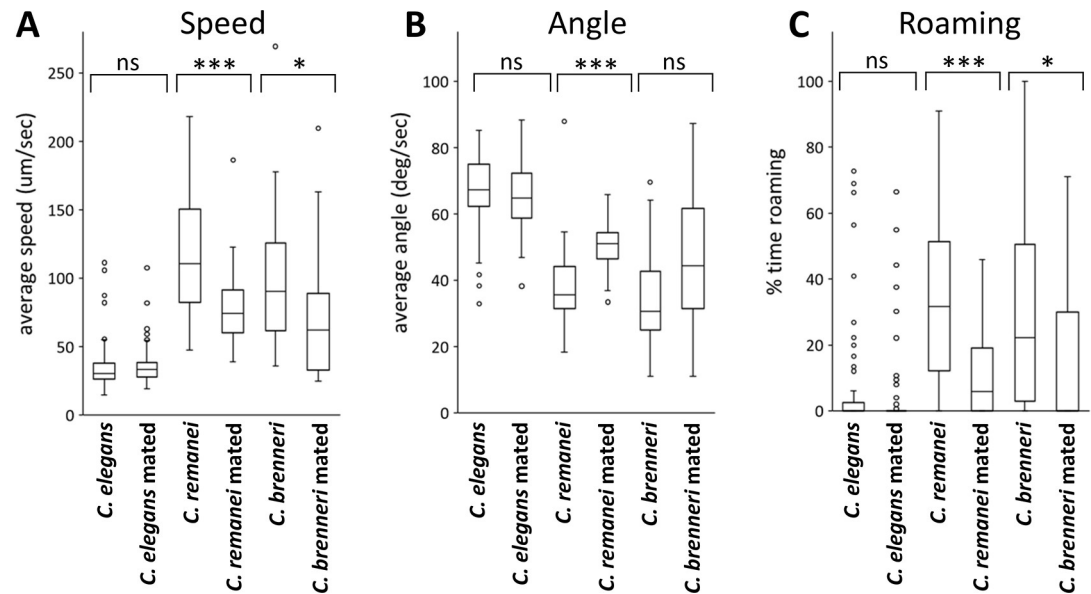 A Speed
ns *** *
average speed (um/sec)
250
200
150
100
50
0
C. elegans
C. elegans mated
C. remanei
C. remanei mated
C. brenneri
C. brenneri mated
B Angle
ns *** ns
average angle (deg/sec)
100
80
60
40
20
0
C. elegans
C. elegans mated
C. remanei
C. remanei mated
C. brenneri
C. brenneri mated
C Roaming
ns *** *
% time roaming
100
80
60
40
20
0
C. elegans
C. elegans mated
C. remanei
C. remanei mated
C. brenneri
C. brenneri mated